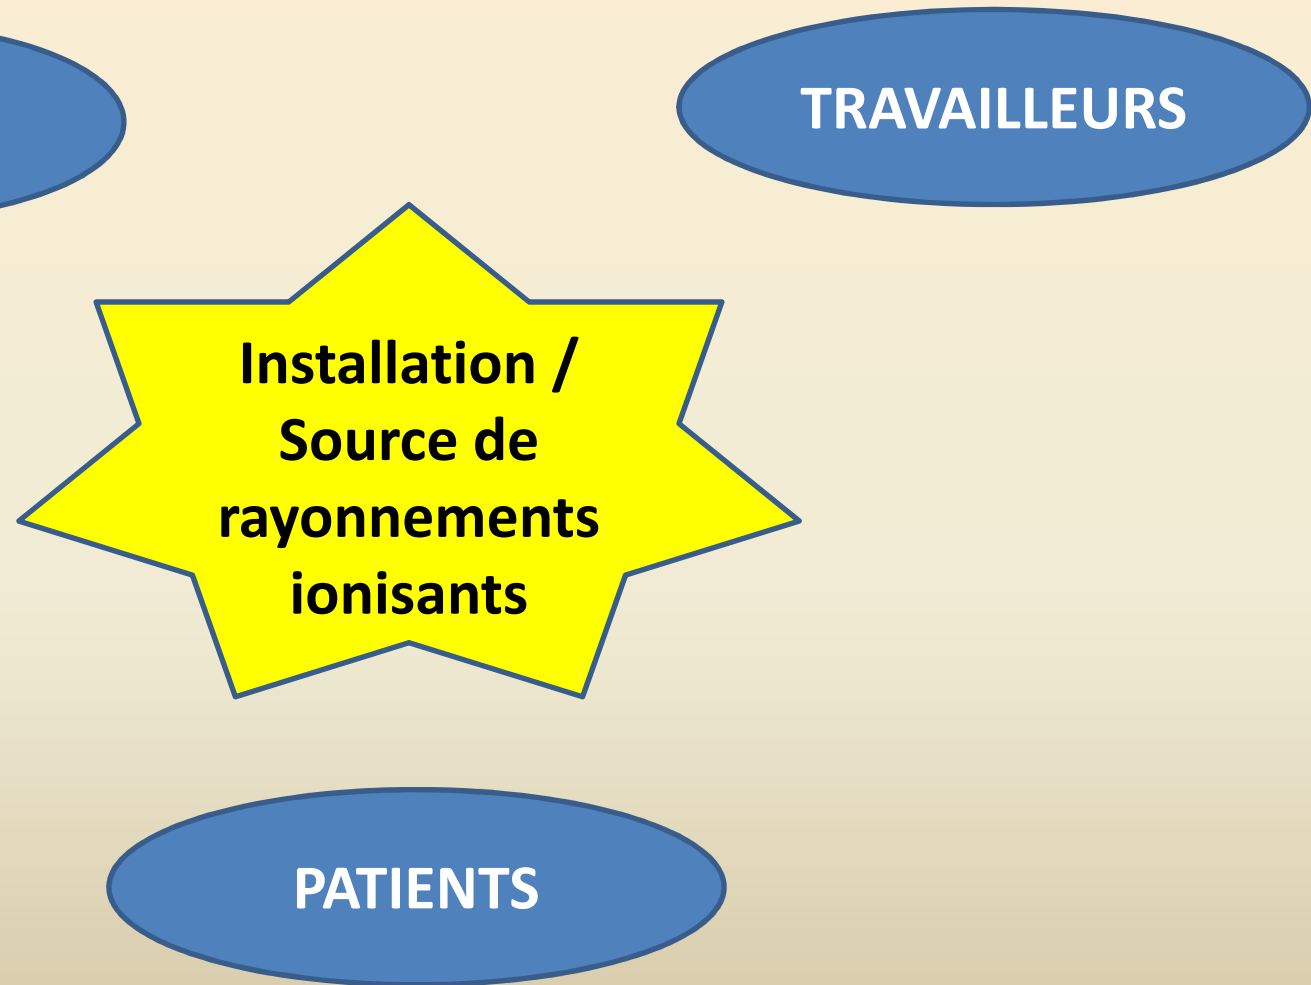 TRAVAILLEURS
Installation /
Source de
rayonnements
ionisants
PATIENTS